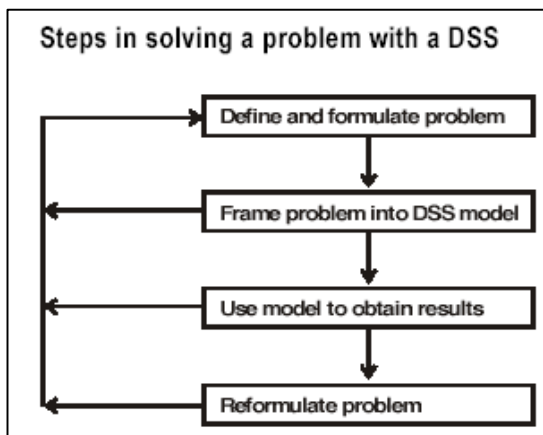 Steps in solving a problem with a DSS
Define and formulate problem
Frame problem into DSS model
Use model to obtain results
Reformulate problem